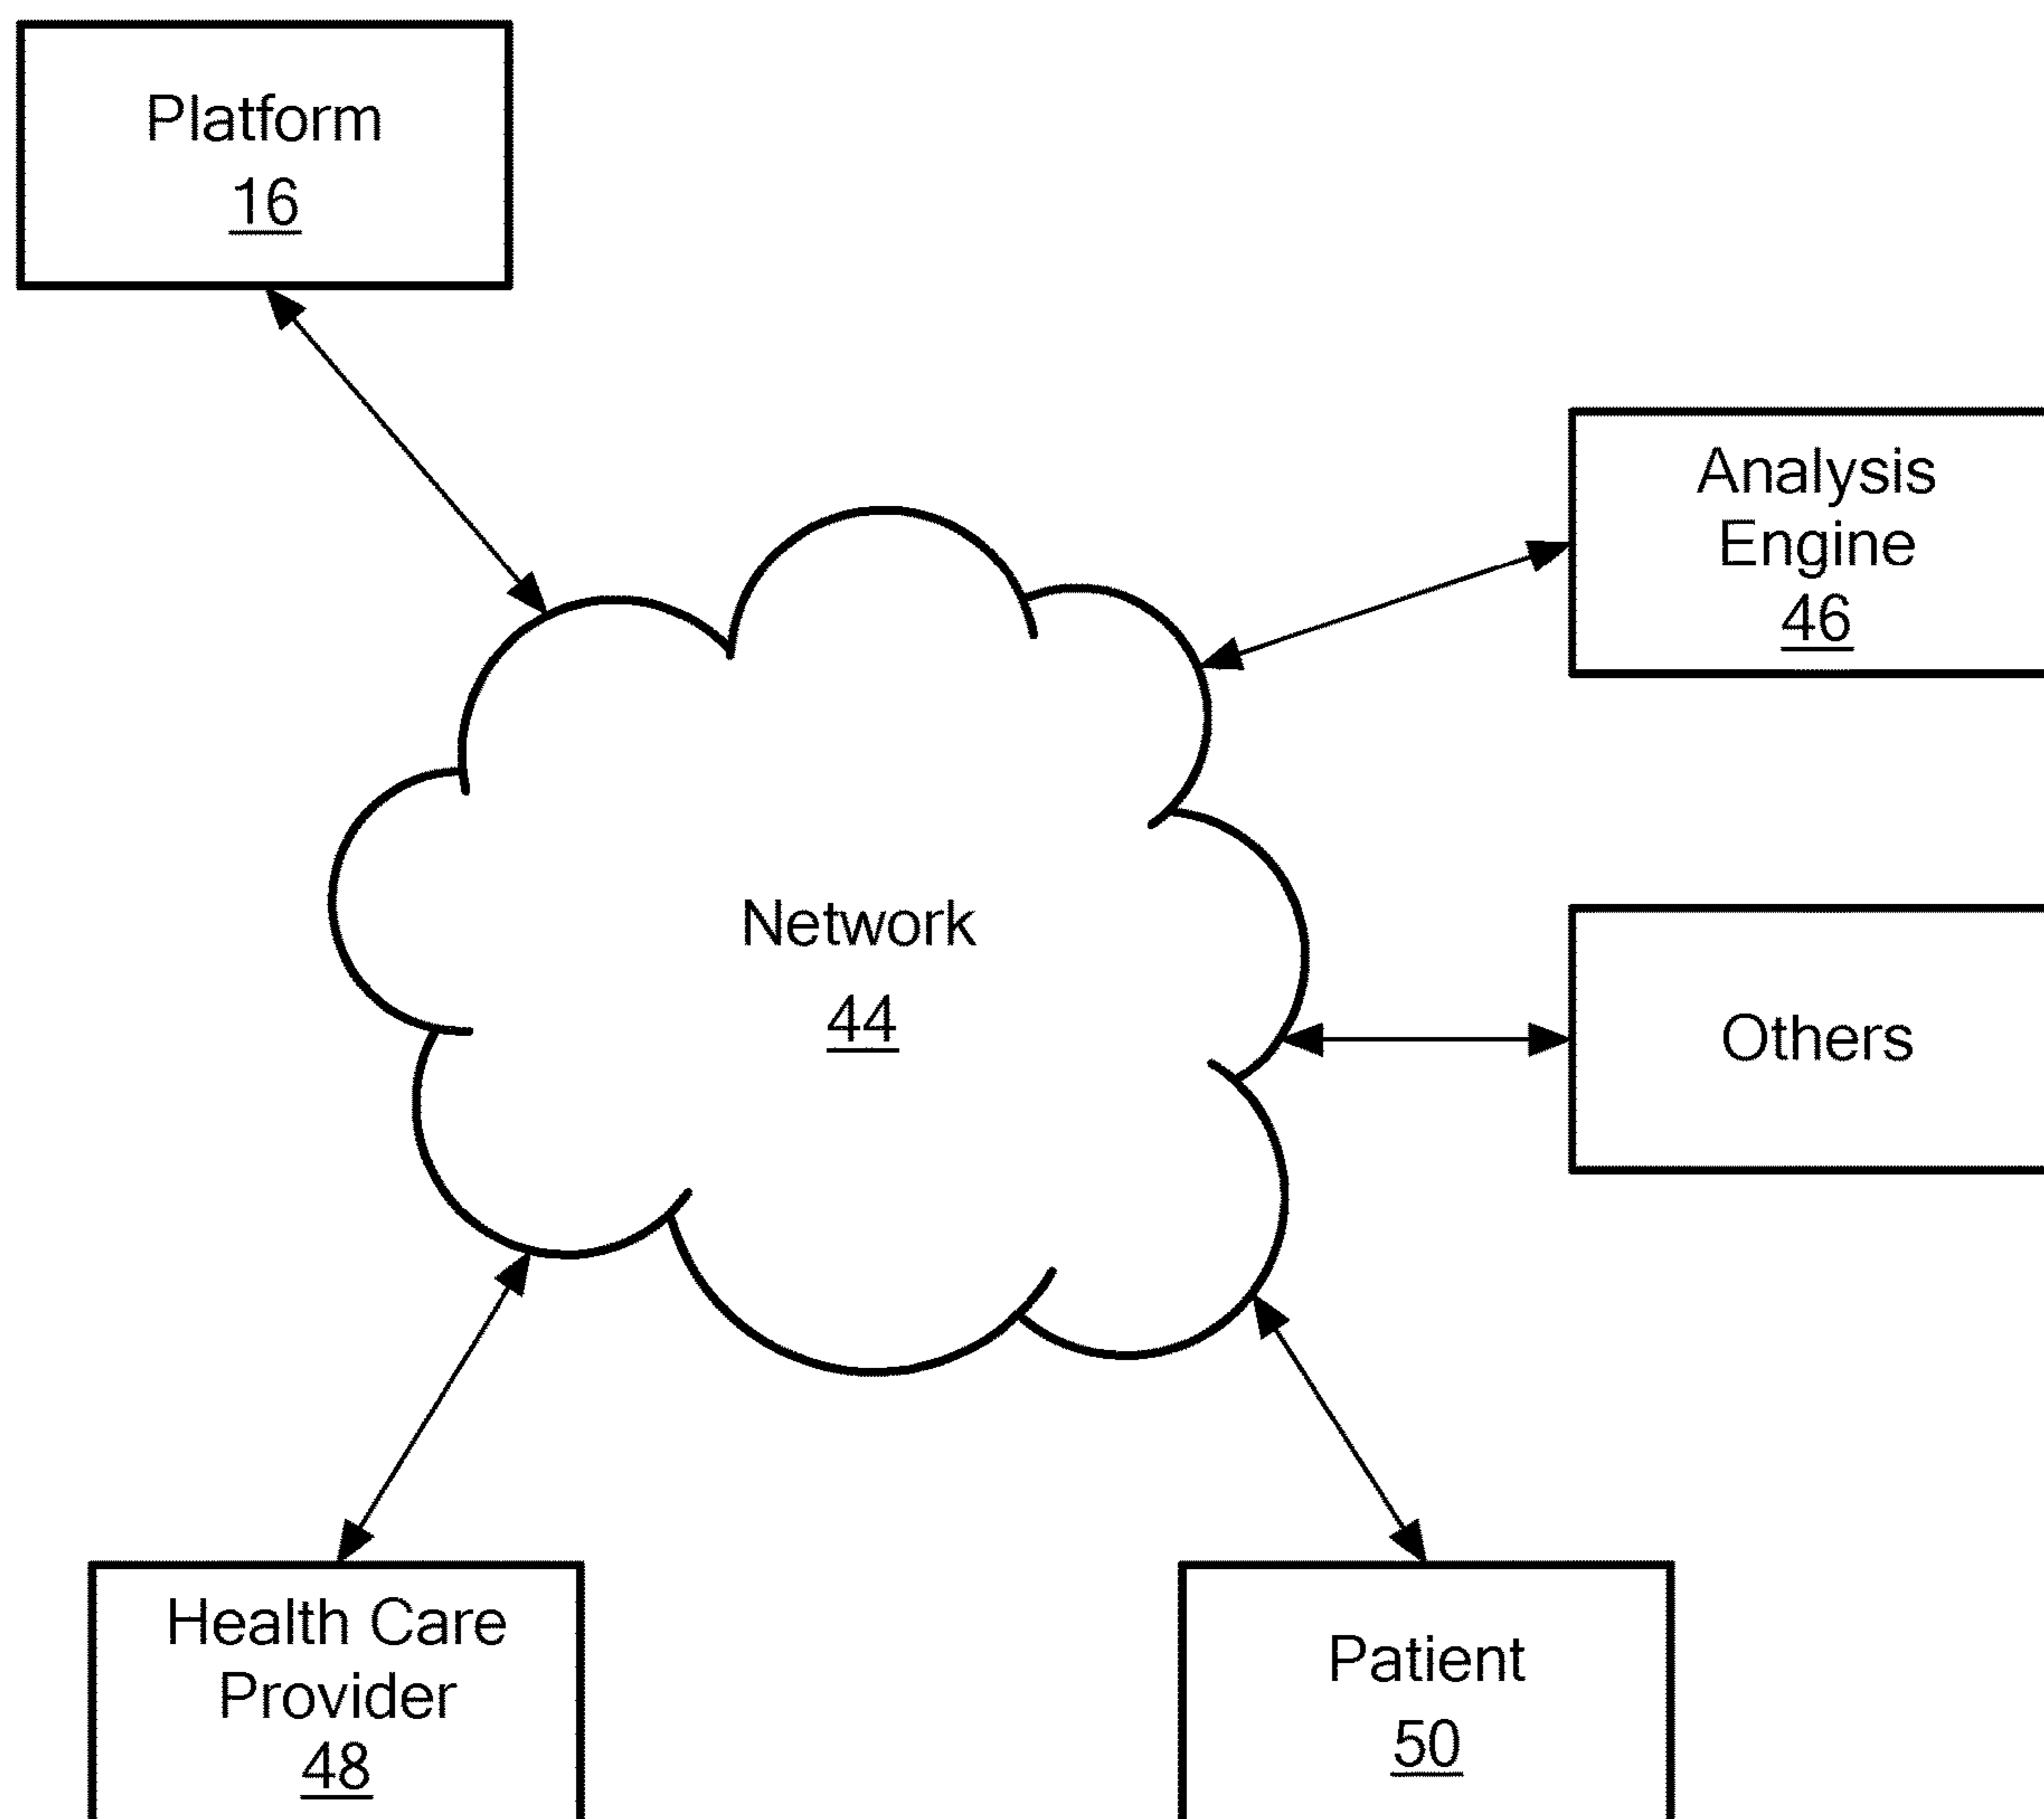 Platform
16
Analysis
Engine
46
Network
44
Others
Health Care
Provider
48
Patient
50